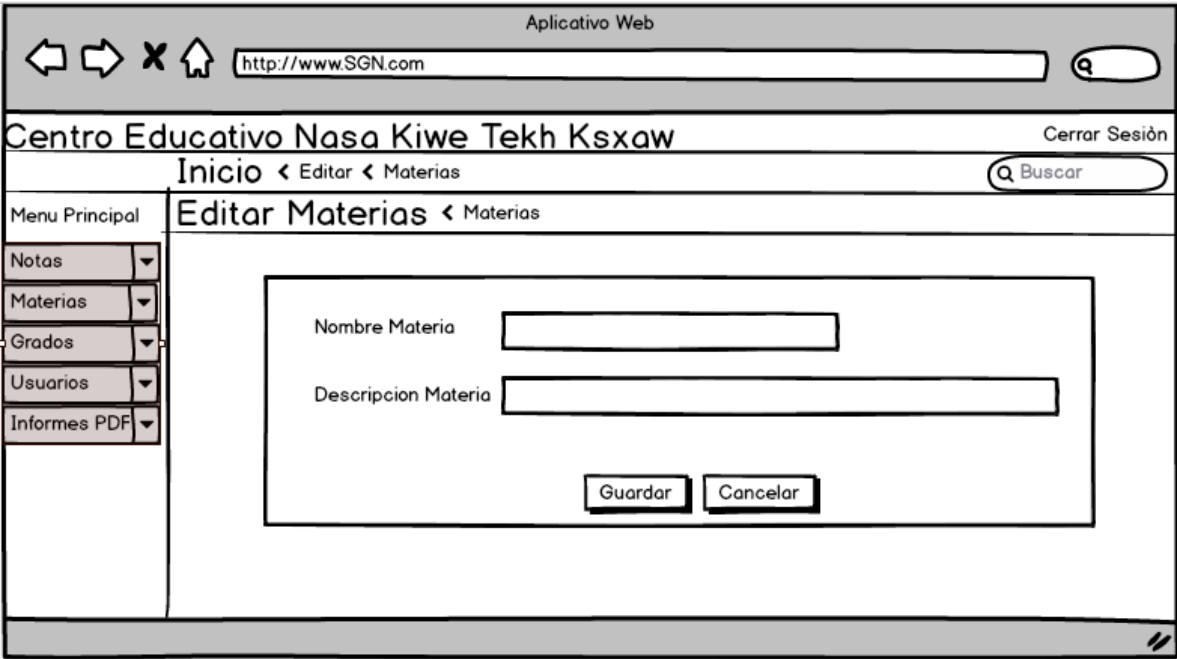 Aplicativo Web
http://www.SGN.com
Centro Educativo Nasa Kiwe Tekh Ksxaw
Cerrar Sesiòn
Inicio < Editar < Materias
Buscar
Menu Principal
Editar Materias < Materias
Notas
Materias
Grados
Usuarios
Informes PDF
Nombre Materia
Descripcion Materia
Guardar
Cancelar